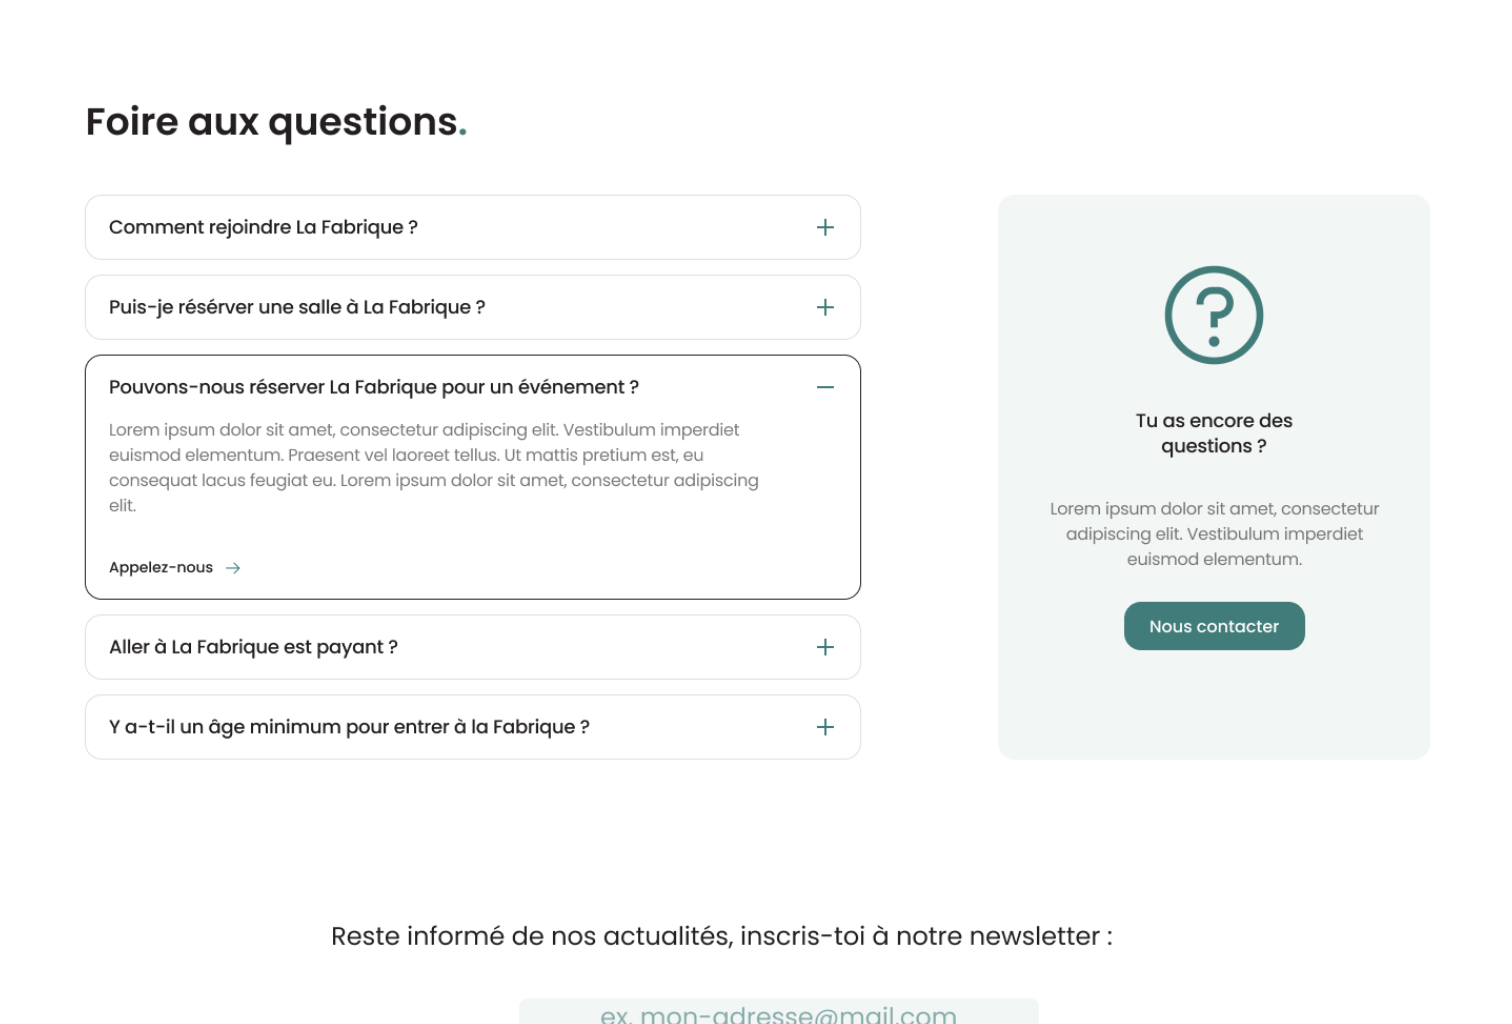 Foire aux questions.
Comment rejoindre La Fabrique ?
Puis-je résérver une salle à La Fabrique ?
Pouvons-nous réserver La Fabrique pour un événement ?
Lorem ipsum dolor sit amet, consectetur adipiscing elit. Vestibulum imperdiet
euismod elementum. Praesent vel laoreet tellus. Ut mattis pretium est, eu
consequat lacus feugiat eu. Lorem ipsum dolor sit amet, consectetur adipiscing
elit.
Appelez-nous
Aller à La Fabrique est payant ?
Y a-t-il un âge minimum pour entrer à la Fabrique ?
Tu as encore des
questions ?
Lorem ipsum dolor sit amet, consectetur
adipiscing elit. Vestibulum imperdiet
euismod elementum.
Nous contacter
Reste informé de nos actualités, inscris-toi à notre newsletter :
ex. mon-adresse@mail.com